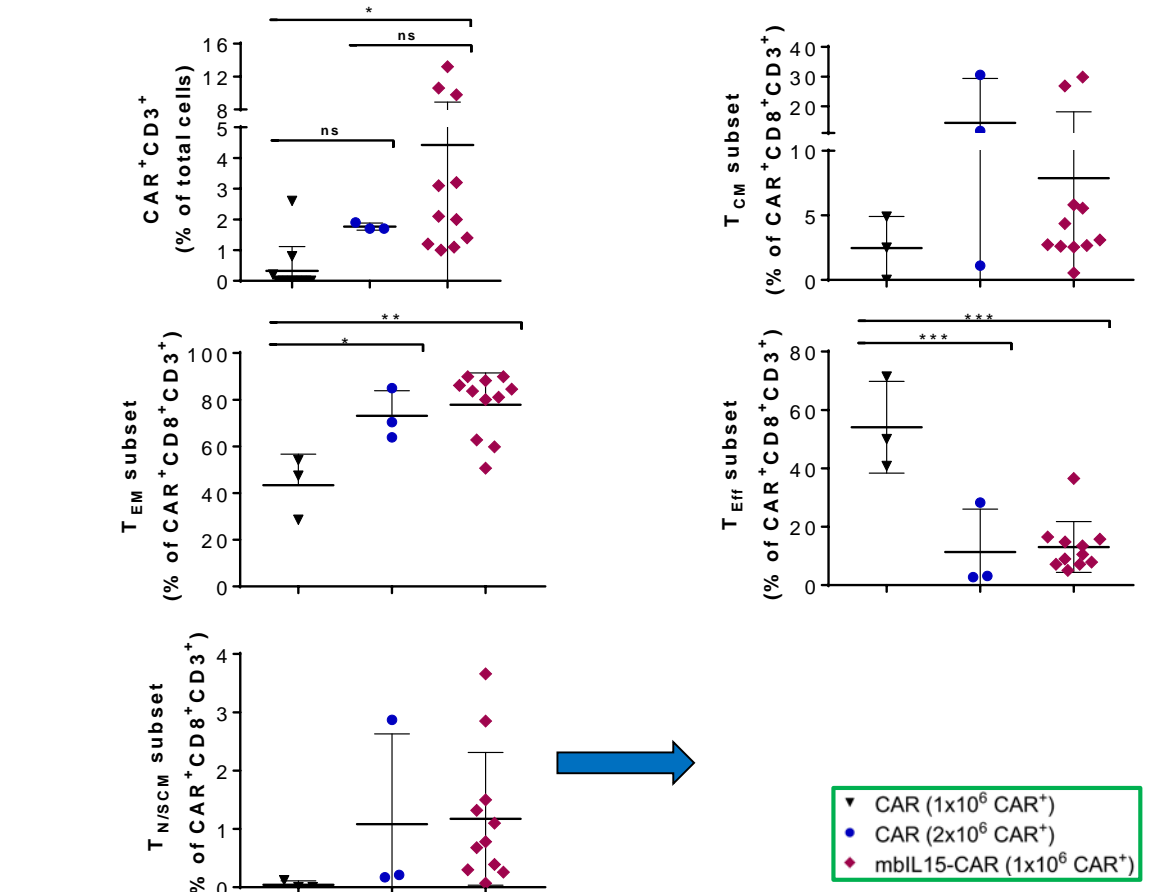 *
ns
ns
16
12
8
5
4
3
2
1
0
CAR⁺CD3⁺
(% of total cells)
40
30
20
10
5
0
T_CM subset
(% of CAR⁺CD8⁺CD3⁺)
**
*
100
80
60
40
20
0
T_EM subset
(% of CAR⁺CD8⁺CD3⁺)
***
***
80
60
40
20
0
T_Eff subset
(% of CAR⁺CD8⁺CD3⁺)
4
3
2
1
0
T_N/SCM subset
% of CAR⁺CD8⁺CD3⁺)
CAR (1x10⁶ CAR⁺)
CAR (2x10⁶ CAR⁺)
mbIL15-CAR (1x10⁶ CAR⁺)